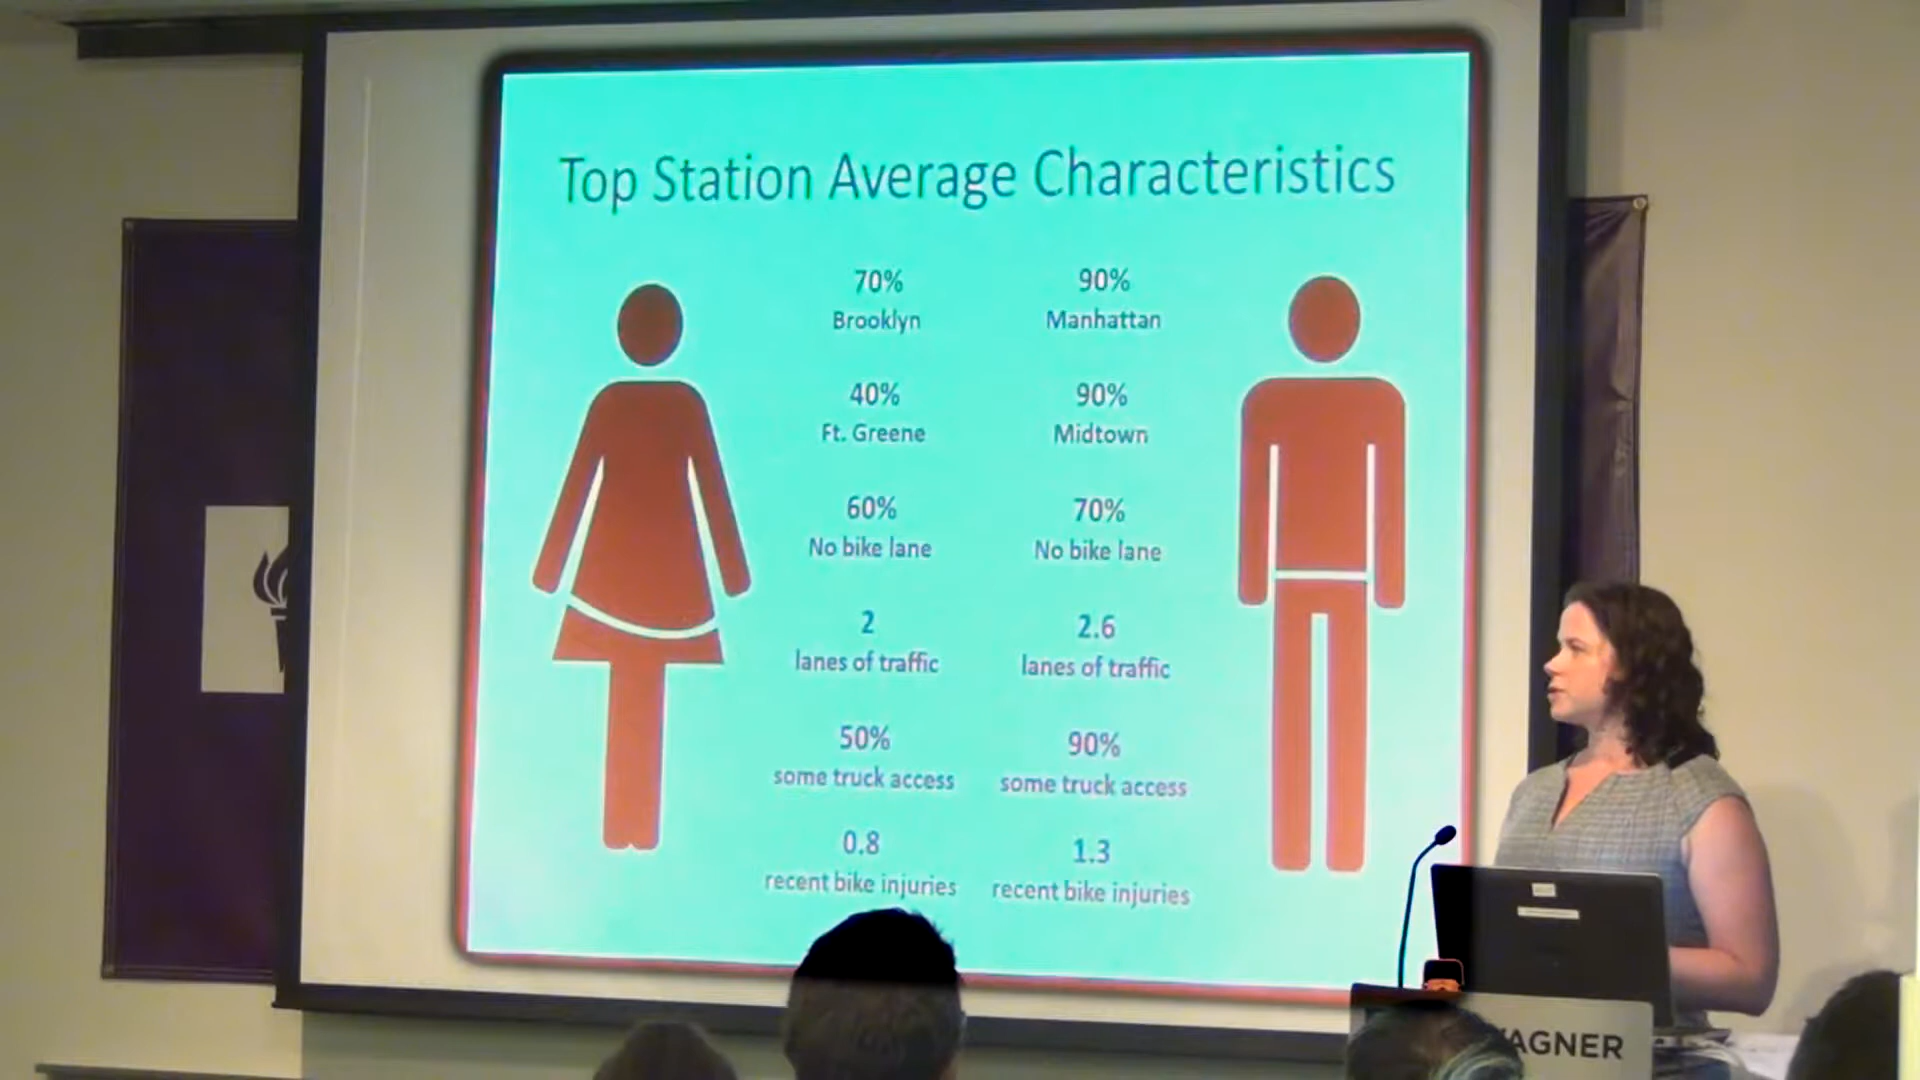 Top Station Average Characteristics
70%
Brooklyn
90%
Manhattan
40%
Ft. Greene
90%
Midtown
60%
No bike lane
70%
No bike lane
2
lanes of traffic
2.6
lanes of traffic
50%
some truck access
90%
some truck access
0.8
recent bike injuries
1.3
recent bike injuries
WAGNER